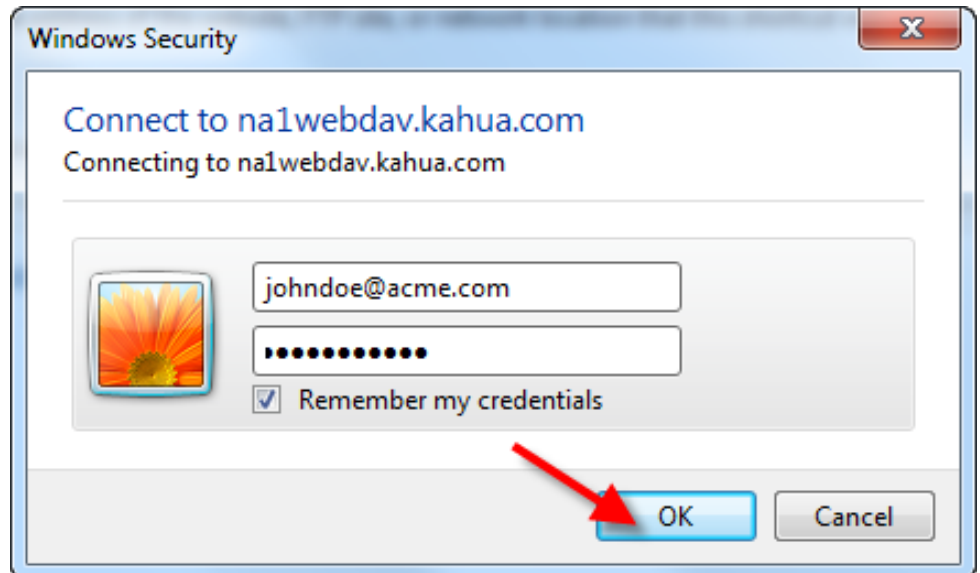 Windows Security
Connect to na1webdav.kahua.com
Connecting to na1webdav.kahua.com
johndoe@acme.com
●●●●●●●●●●●●
Remember my credentials
OK
Cancel